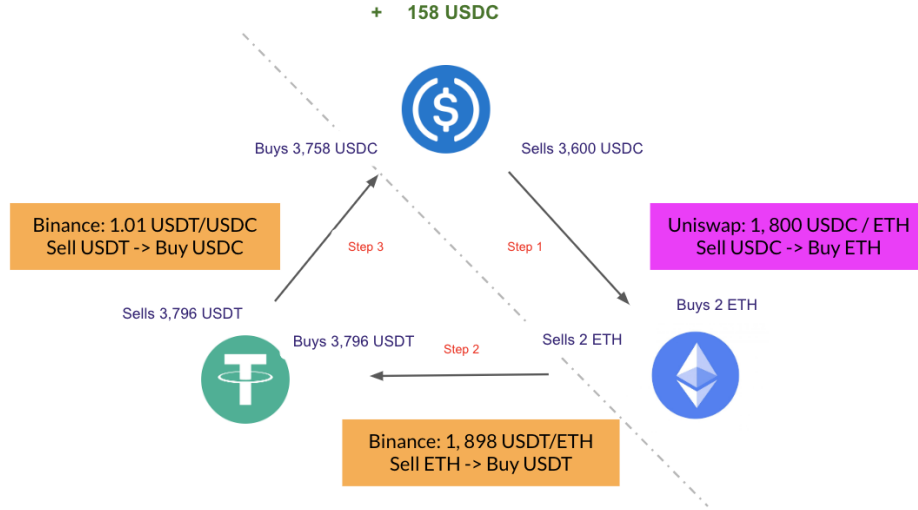 + 158 USDC
Buys 3,758 USDC
Sells 3,600 USDC
Binance: 1.01 USDT/USDC
Sell USDT -> Buy USDC
Step 3
Step 1
Uniswap: 1, 800 USDC / ETH
Sell USDC -> Buy ETH
Sells 3,796 USDT
Buys 2 ETH
Buys 3,796 USDT
Step 2
Sells 2 ETH
Binance: 1, 898 USDT/ETH
Sell ETH -> Buy USDT